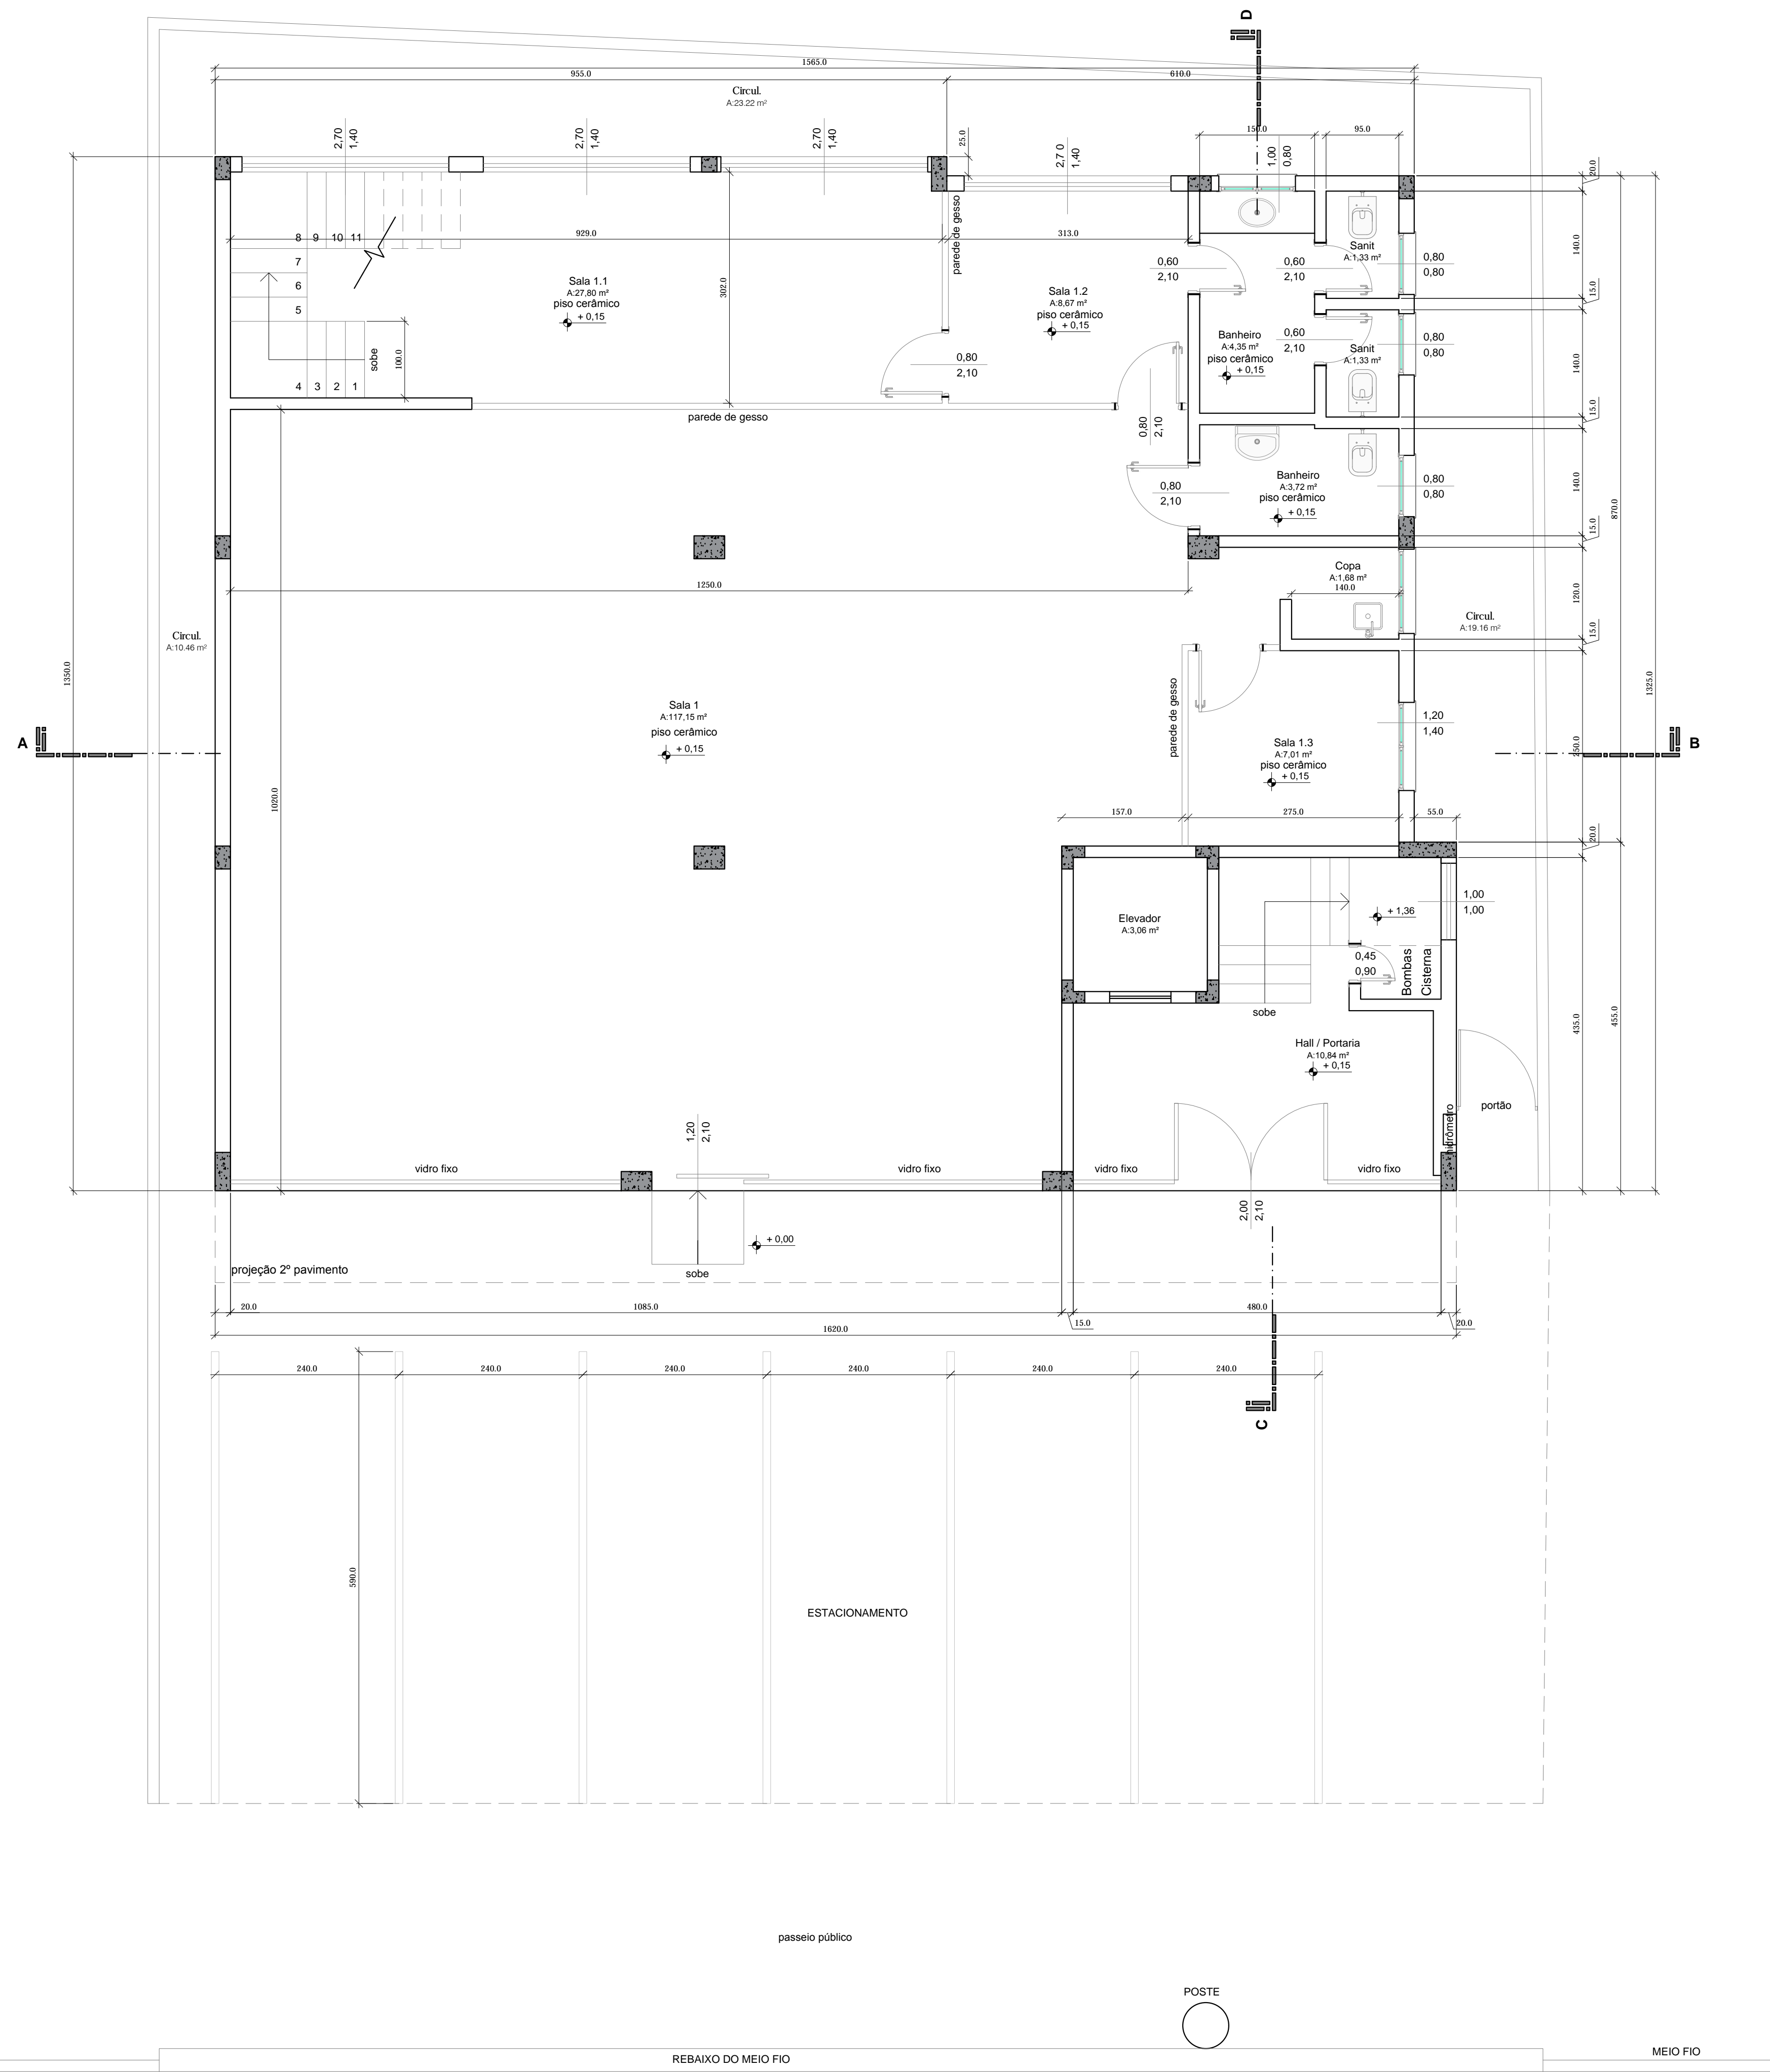 D
1565.0
955.0
610.0
Circul.
A:23.22 m²
2,70
1,40
2,70
1,40
2,70
1,40
25.0
2,7 0
1,40
150.0
95.0
1,00
0,80
20.0
parede de gesso
8 9 10 11
7
6
5
4 3 2 1
sobe
100.0
929.0
302.0
313.0
Sala 1.1
A:27,80 m²
piso cerâmico
+ 0,15
Sala 1.2
A:8,67 m²
piso cerâmico
+ 0,15
0,60
2,10
0,60
2,10
Sanit
A:1,33 m²
0,80
0,80
140.0
15.0
Banheiro
A:4,35 m²
piso cerâmico
+ 0,15
0,60
2,10
Sanit
A:1,33 m²
0,80
0,80
140.0
15.0
0,80
2,10
parede de gesso
0,80
2,10
0,80
2,10
Banheiro
A:3,72 m²
piso cerâmico
+ 0,15
0,80
0,80
140.0
15.0
870.0
1250.0
Copa
A:1,68 m²
140.0
120.0
15.0
Circul.
A:19.16 m²
Circul.
A:10.46 m²
1350.0
1325.0
Sala 1
A:117,15 m²
piso cerâmico
+ 0,15
parede de gesso
Sala 1.3
A:7,01 m²
piso cerâmico
+ 0,15
1,20
1,40
250.0
A
B
1020.0
157.0
275.0
55.0
20.0
Elevador
A:3,06 m²
+ 1,36
1,00
1,00
0,45
0,90
Bombas
Cisterna
sobe
435.0
455.0
Hall / Portaria
A:10,84 m²
+ 0,15
hidrômetro
portão
1,20
2,10
vidro fixo
vidro fixo
vidro fixo
vidro fixo
2,00
2,10
+ 0,00
sobe
projeção 2º pavimento
20.0
1085.0
15.0
480.0
20.0
1620.0
240.0
240.0
240.0
240.0
240.0
240.0
C
590.0
ESTACIONAMENTO
passeio público
POSTE
REBAIXO DO MEIO FIO
MEIO FIO